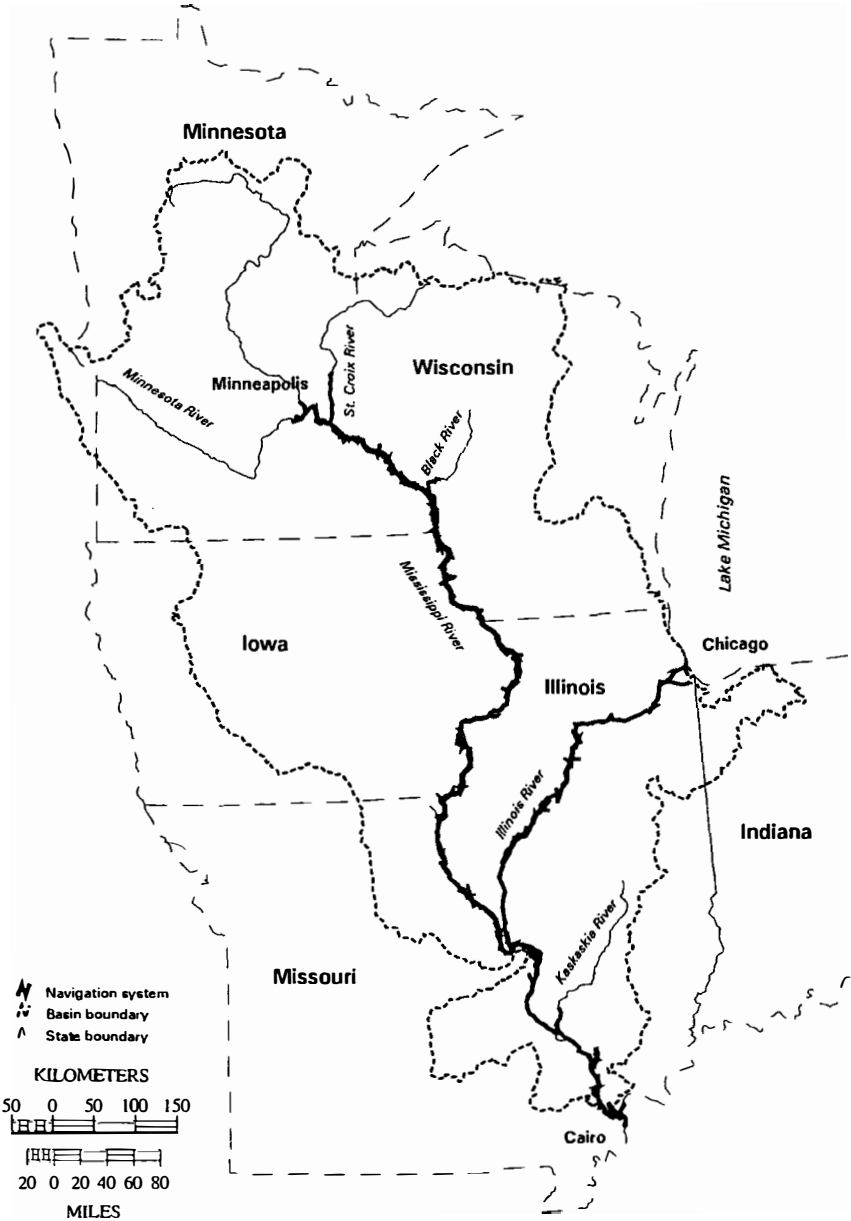 Minnesota
Minneapolis
Minnesota River
St. Croix River
Wisconsin
Black River
Lake Michigan
Mississippi River
Iowa
Chicago
Illinois
Illinois River
Indiana
Kaskaskia River
Missouri
Cairo
Navigation system
Basin boundary
State boundary
KILOMETERS
50 0 50 100 150
20 0 20 40 60 80
MILES